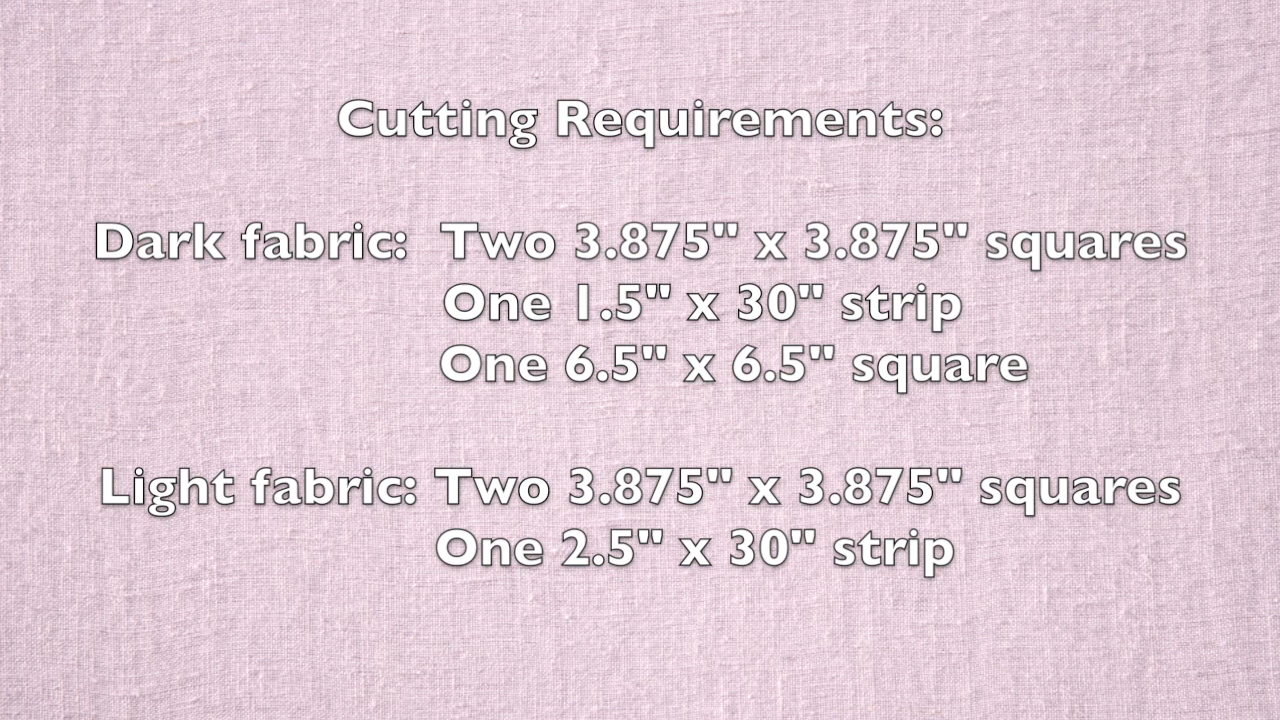 Cutting Requirements:
Dark fabric: Two 3.875" x 3.875" squares
One 1.5" x 30" strip
One 6.5" x 6.5" square
Light fabric: Two 3.875" x 3.875" squares
One 2.5" x 30" strip